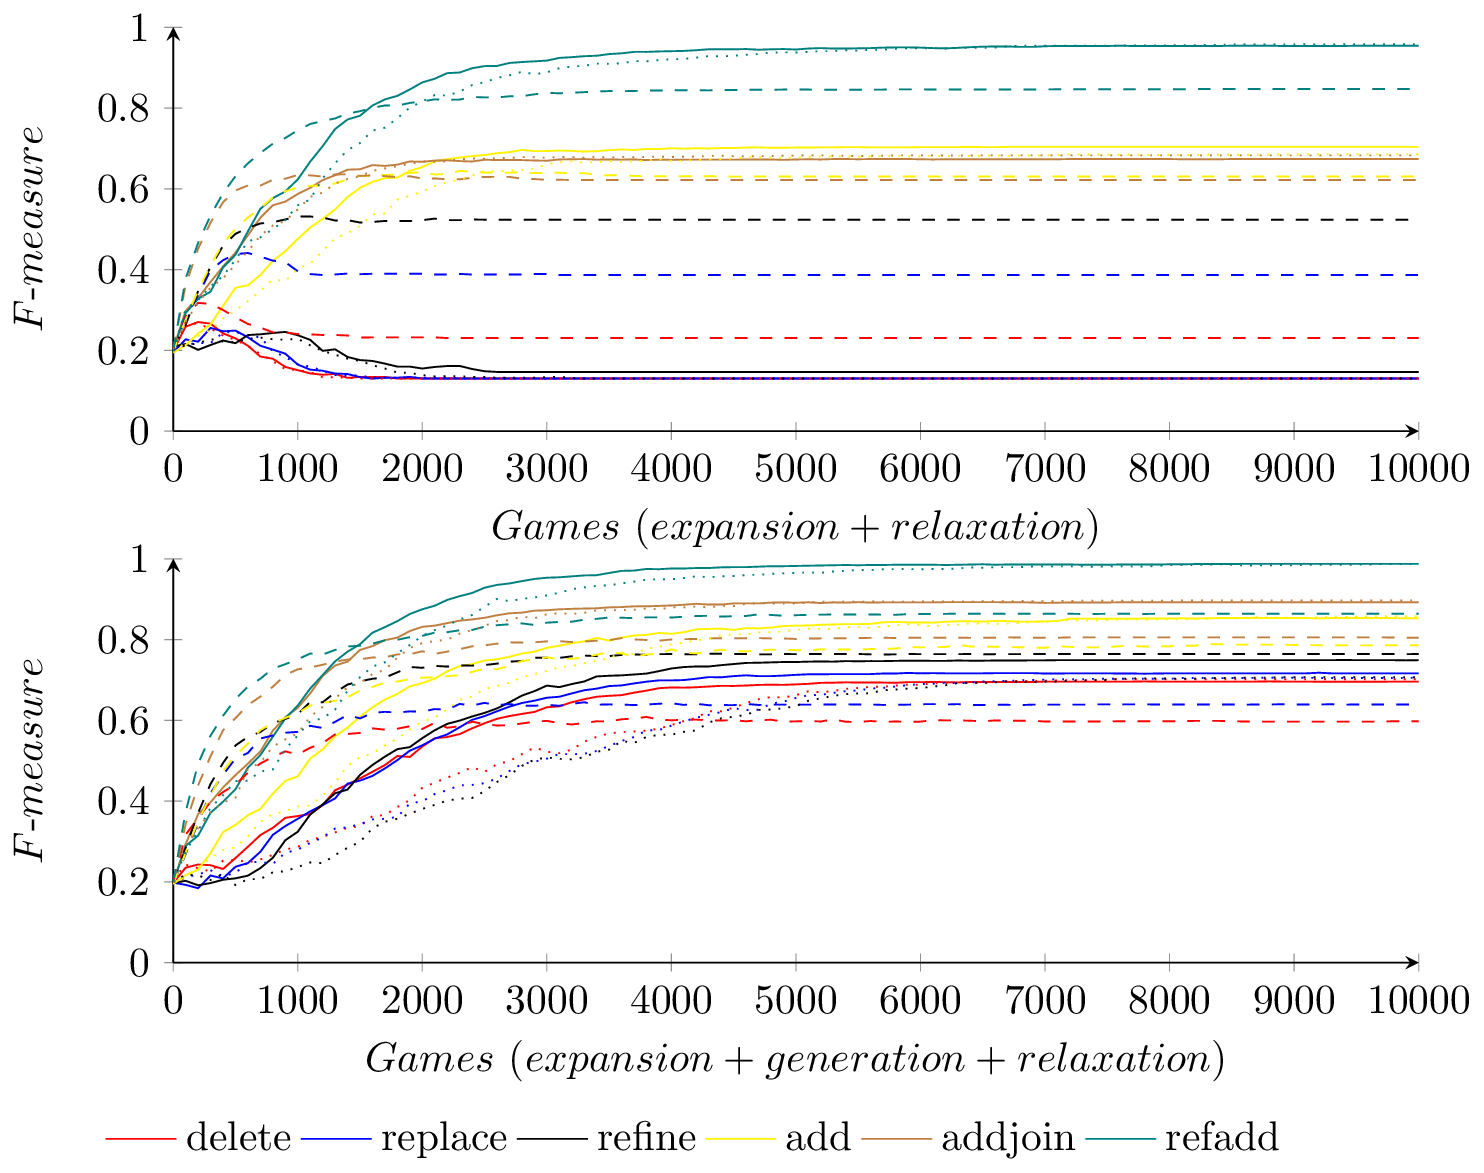 1
0.8
0.6
0.4
0.2
0
F-measure
0 1000 2000 3000 4000 5000 6000 7000 8000 9000 10000
Games (expansion + relaxation)
1
0.8
0.6
0.4
0.2
0
F-measure
0 1000 2000 3000 4000 5000 6000 7000 8000 9000 10000
Games (expansion + generation + relaxation)
delete replace refine add addjoin refadd